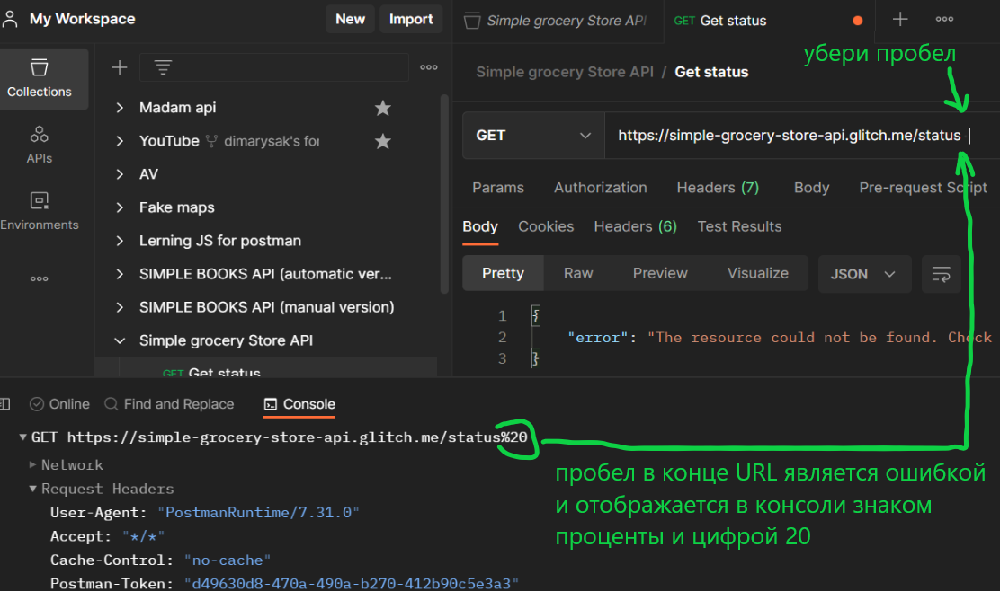 My Workspace
New
Import
Simple grocery Store API
GET Get status
убери пробел
Collections
Simple grocery Store API / Get status
Madam api
GET
https://simple-grocery-store-api.glitch.me/status
APIs
YouTube dimarysak's for
AV
Params
Authorization
Headers (7)
Body
Pre-request Script
Environments
Fake maps
Body
Cookies
Headers (6)
Test Results
Lerning JS for postman
SIMPLE BOOKS API (automatic ver...
Pretty
Raw
Preview
Visualize
JSON
SIMPLE BOOKS API (manual version)
1 {
Simple grocery Store API
2 "error": "The resource could not be found. Check
3 }
GET Get status
Online
Find and Replace
Console
GET https://simple-grocery-store-api.glitch.me/status%20
Network
пробел в конце URL является ошибкой
Request Headers
и отображается в консоли знаком
User-Agent: "PostmanRuntime/7.31.0"
Accept: "*/*"
проценты и цифрой 20
Cache-Control: "no-cache"
Postman-Token: "d49630d8-470a-490a-b270-412b90c5e3a3"